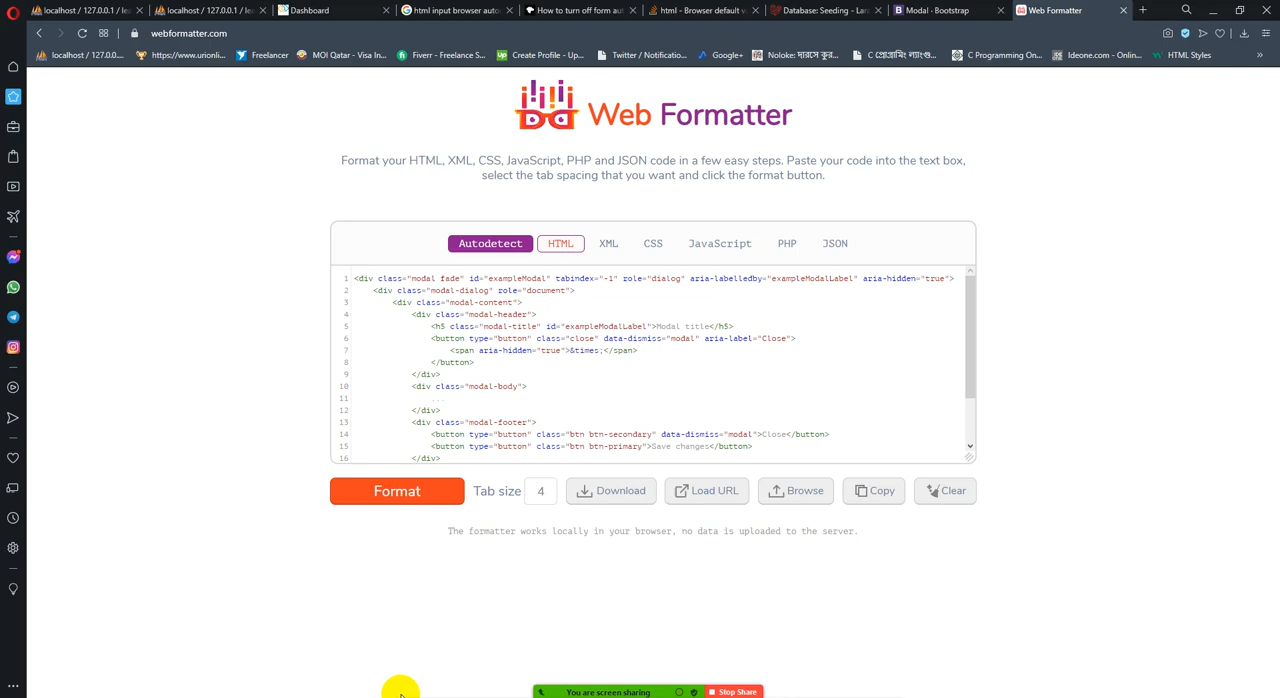 localhost / 127.0.0.1 / lea
localhost / 127.0.0.1 / lea
Dashboard
html input browser auto
How to turn off form aut
html - Browser default v
Database: Seeding - Lar
Modal · Bootstrap
Web Formatter
webformatter.com
localhost / 127.0.0....
https://www.urionli...
Freelancer
MOI Qatar - Visa In...
Fiverr - Freelance S...
Create Profile - Up...
Twitter / Notificatio...
Google+
C Programming On...
Ideone.com - Onlin...
HTML Styles
Web Formatter
Format your HTML, XML, CSS, JavaScript, PHP and JSON code in a few easy steps. Paste your code into the text box,
select the tab spacing that you want and click the format button.
Autodetect HTML XML CSS JavaScript PHP JSON
1 <div class="modal fade" id="exampleModal" tabindex="-1" role="dialog" aria-labelledby="exampleModalLabel" aria-hidden="true">
2 <div class="modal-dialog" role="document">
3 <div class="modal-content">
4 <div class="modal-header">
5 <h5 class="modal-title" id="exampleModalLabel">Modal title</h5>
6 <button type="button" class="close" data-dismiss="modal" aria-label="Close">
7 <span aria-hidden="true">&times;</span>
8 </button>
9 </div>
10 <div class="modal-body">
11 ...
12 </div>
13 <div class="modal-footer">
14 <button type="button" class="btn btn-secondary" data-dismiss="modal">Close</button>
15 <button type="button" class="btn btn-primary">Save changes</button>
16 </div>
Format Tab size 4 Download Load URL Browse Copy Clear
The formatter works locally in your browser, no data is uploaded to the server.
You are screen sharing Stop Share